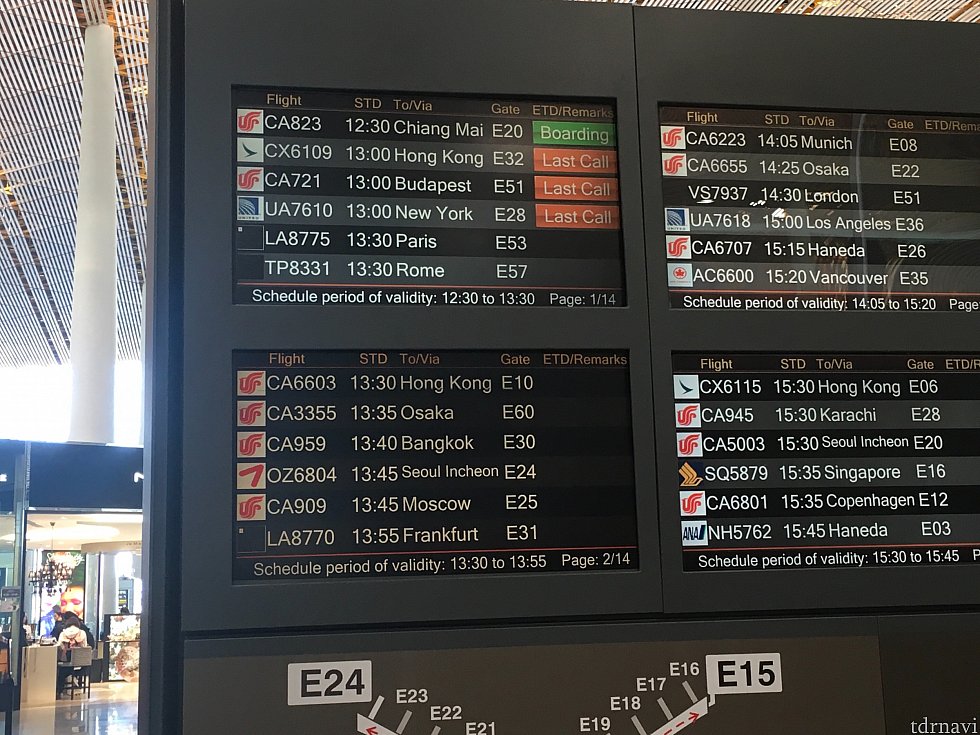 Flight STD To/Via Gate ETD/Remarks
CA823 12:30 Chiang Mai E20 Boarding
CX6109 13:00 Hong Kong E32 Last Call
CA721 13:00 Budapest E51 Last Call
UA7610 13:00 New York E28 Last Call
LA8775 13:30 Paris E53
TP8331 13:30 Rome E57
Schedule period of validity: 12:30 to 13:30 Page: 1/14
Flight STD To/Via Gate ETD/Rem
CA6223 14:05 Munich E08
CA6655 14:25 Osaka E22
VS7937 14:30 London E51
UNITED UA7618 15:00 Los Angeles E36
CA6707 15:15 Haneda E26
AC6600 15:20 Vancouver E35
Schedule period of validity: 14:05 to 15:20 Page
Flight STD To/Via Gate ETD/Remarks
CA6603 13:30 Hong Kong E10
CA3355 13:35 Osaka E60
CA959 13:40 Bangkok E30
OZ6804 13:45 Seoul Incheon E24
CA909 13:45 Moscow E25
LA8770 13:55 Frankfurt E31
Schedule period of validity: 13:30 to 13:55 Page: 2/14
Flight STD To/Via Gate ETD/R
CX6115 15:30 Hong Kong E06
CA945 15:30 Karachi E28
CA5003 15:30 Seoul Incheon E20
SQ5879 15:35 Singapore E16
CA6801 15:35 Copenhagen E12
ANA NH5762 15:45 Haneda E03
Schedule period of validity: 15:30 to 15:45 P
E24
E23
E22
E21
E19
E18
E17
E16
E15
tdrnavi